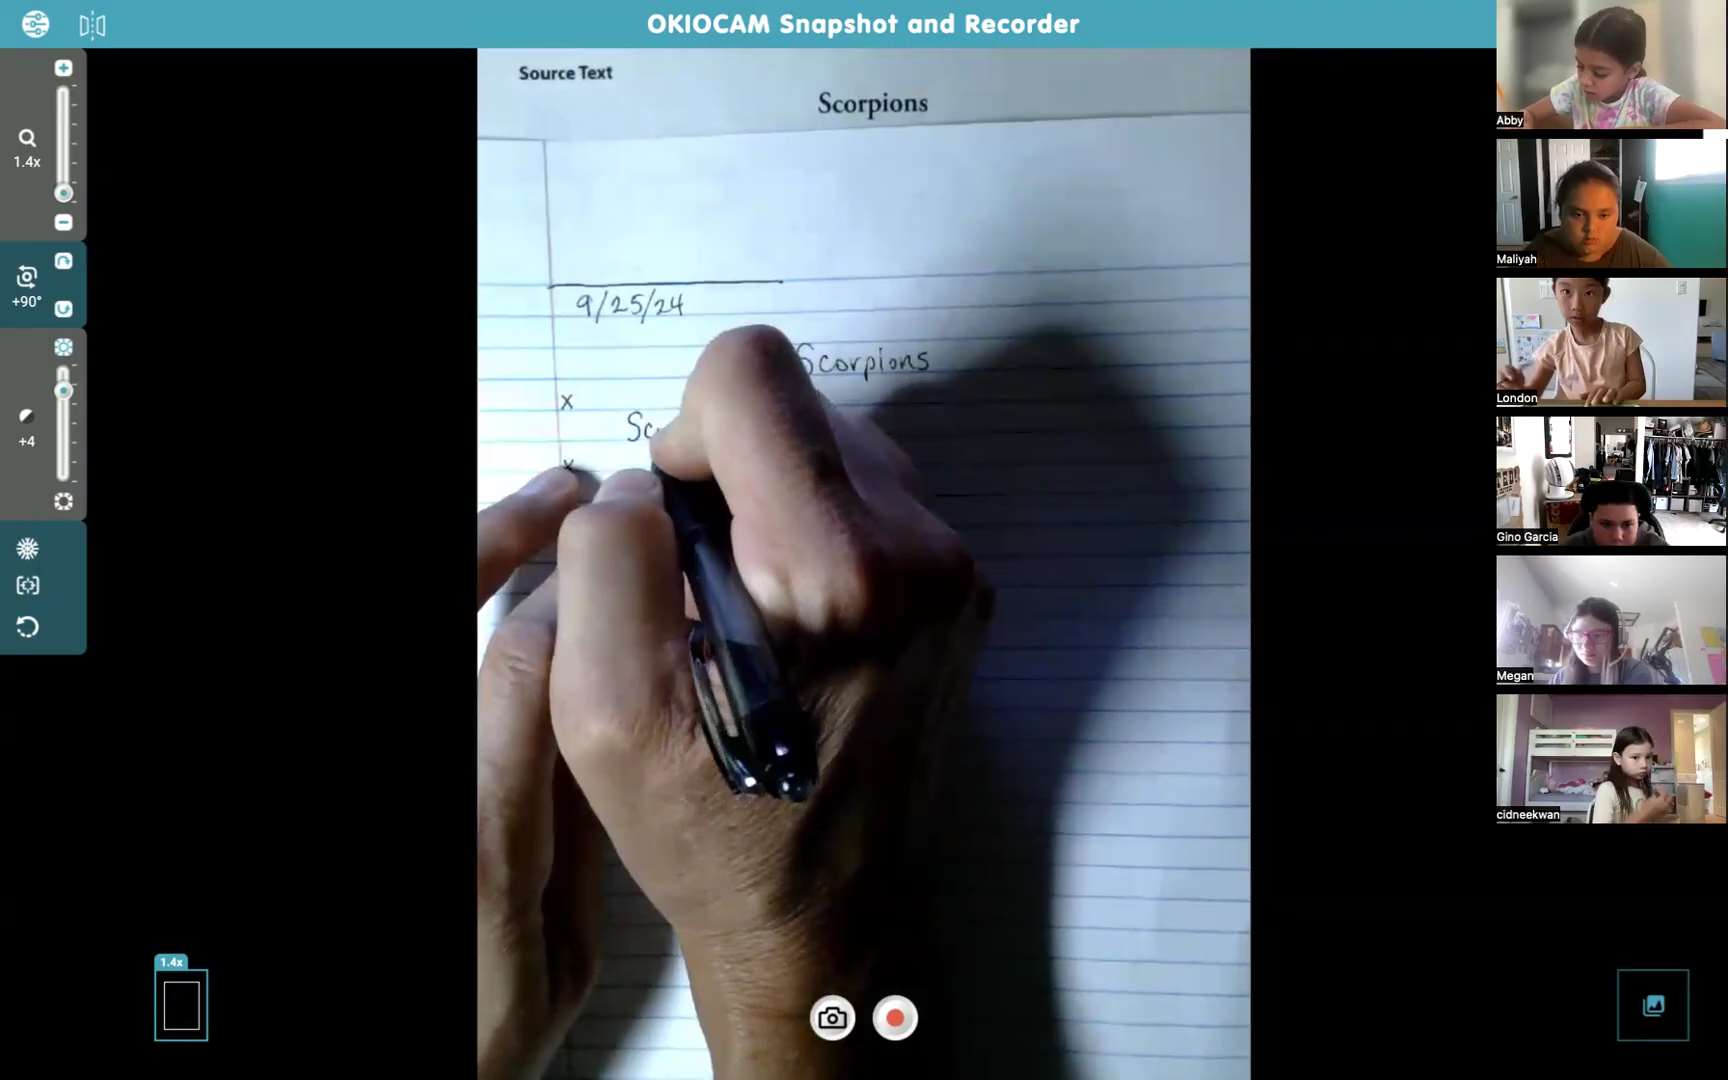 OKIOCAM Snapshot and Recorder
Source Text
Scorpions
9/25/24
Scorpions
x
Sc
x
1.4x
+90°
+4
1.4x
Abby
Maliyah
London
Gino Garcia
Megan
cidneekwan